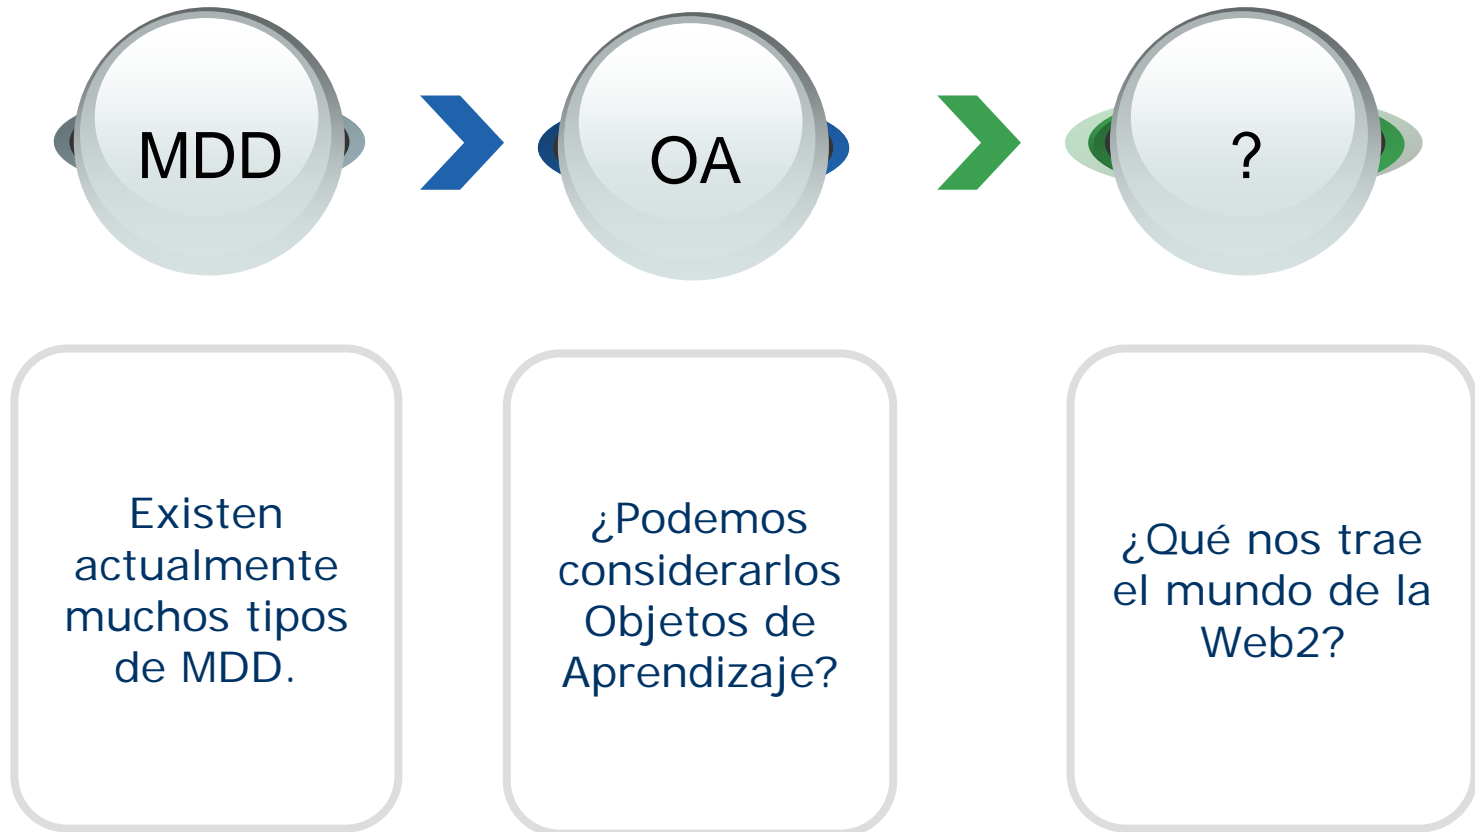 MDD
OA
?
Existen
actualmente
muchos tipos
de MDD.
¿Podemos
considerarlos
Objetos de
Aprendizaje?
¿Qué nos trae
el mundo de la
Web2?